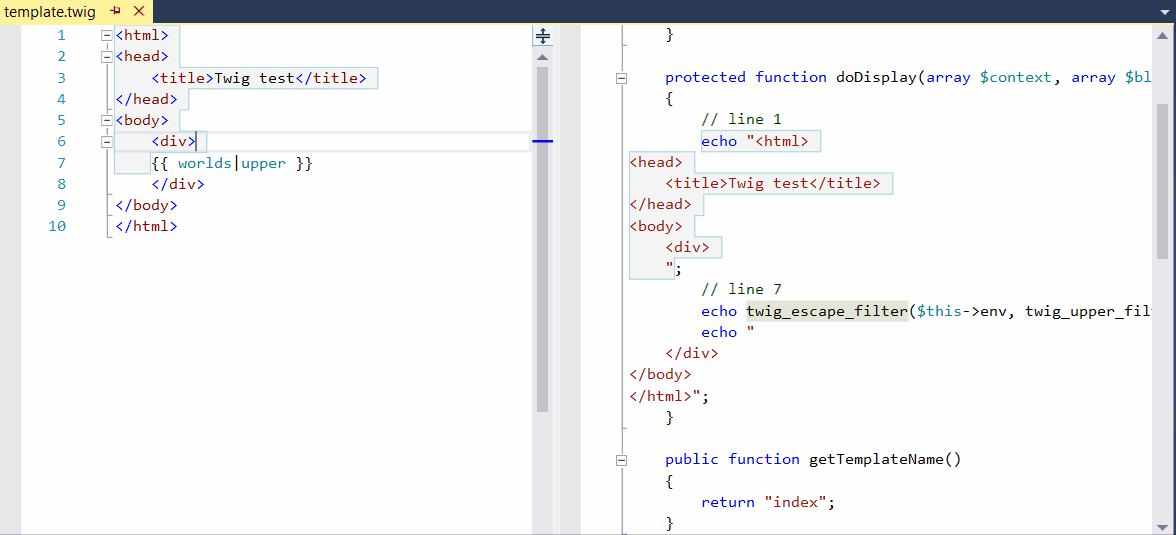 template.twig
1 <html>
2 <head>
3 <title>Twig test</title>
4 </head>
5 <body>
6 <div>
7 {{ worlds|upper }}
8 </div>
9 </body>
10 </html>
}
protected function doDisplay(array $context, array $bl
{
// line 1
echo "<html>
<head>
<title>Twig test</title>
</head>
<body>
<div>
";
// line 7
echo twig_escape_filter($this->env, twig_upper_fil
echo "
</div>
</body>
</html>";
}
public function getTemplateName()
{
return "index";
}